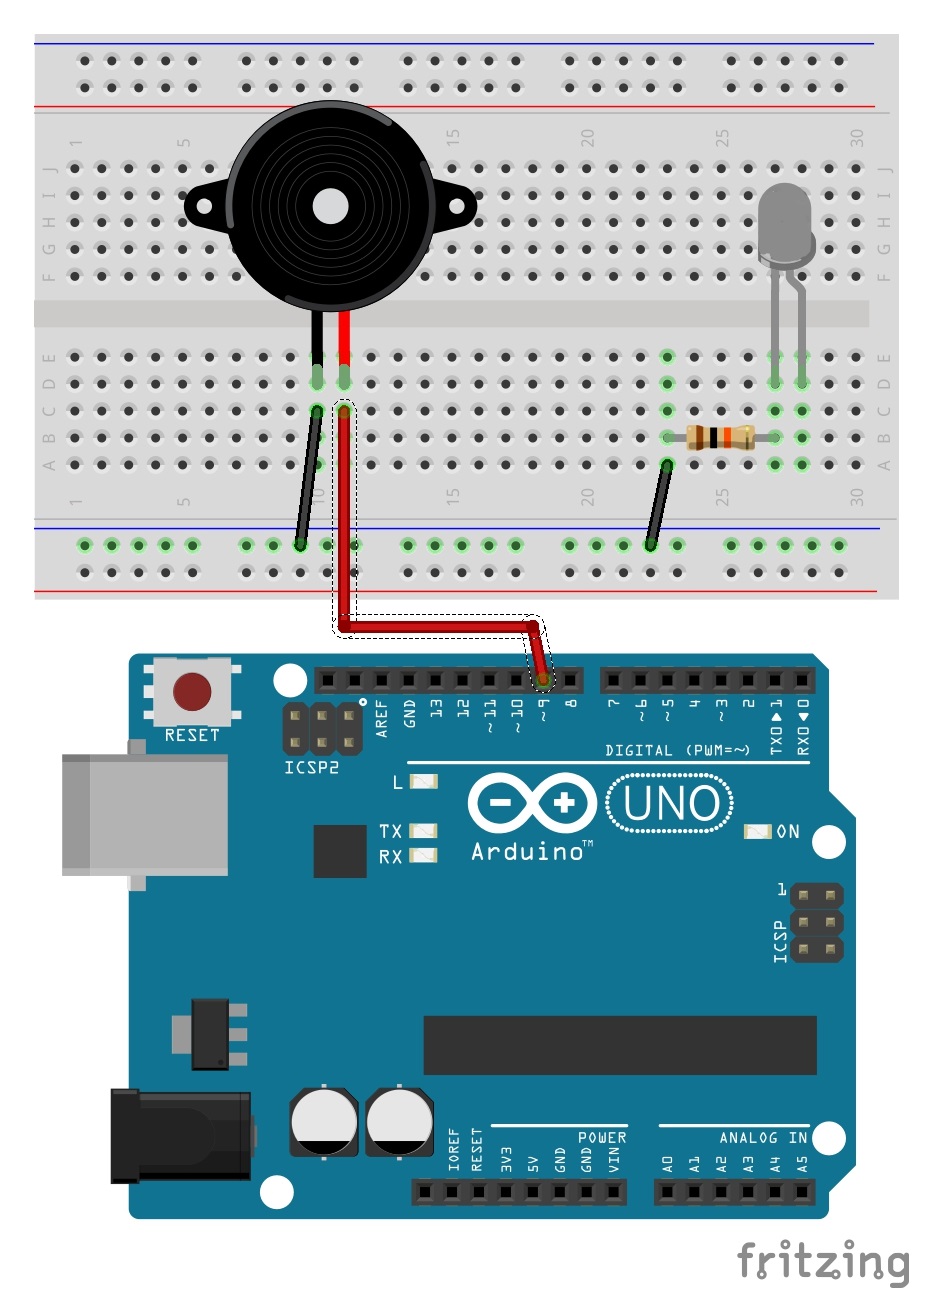 1 5 15 20 25 30
J J
I I
H H
G G
F F
E E
D D
C C
B B
A A
1 5 10 15 20 25 30
RESET
ICSP2
AREF
GND
13
12
~11
~10
~9
8
7
~6
~5
4
~3
2
TX0▶1
RX0◀0
DIGITAL (PWM=~)
L
TX
RX
UNO
Arduino™
ON
1
ICSP
POWER
ANALOG IN
IOREF
RESET
3V3
5V
GND
GND
VIN
A0
A1
A2
A3
A4
A5
fritzing